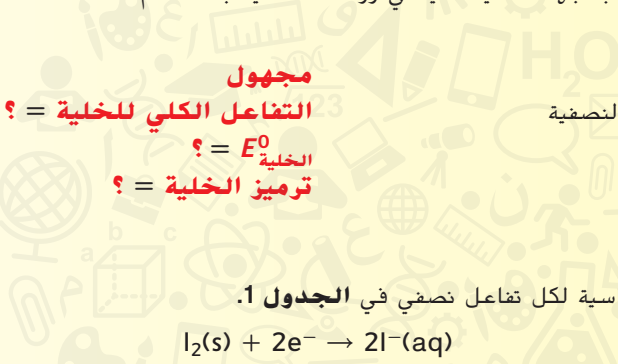 مجهول
التفاعل الكلي للخلية = ؟
E⁰الخلية = ؟
ترميز الخلية = ؟
لنصفية
سية لكل تفاعل نصفي في الجدول 1.
I₂(s) + 2e⁻ → 2I⁻(aq)